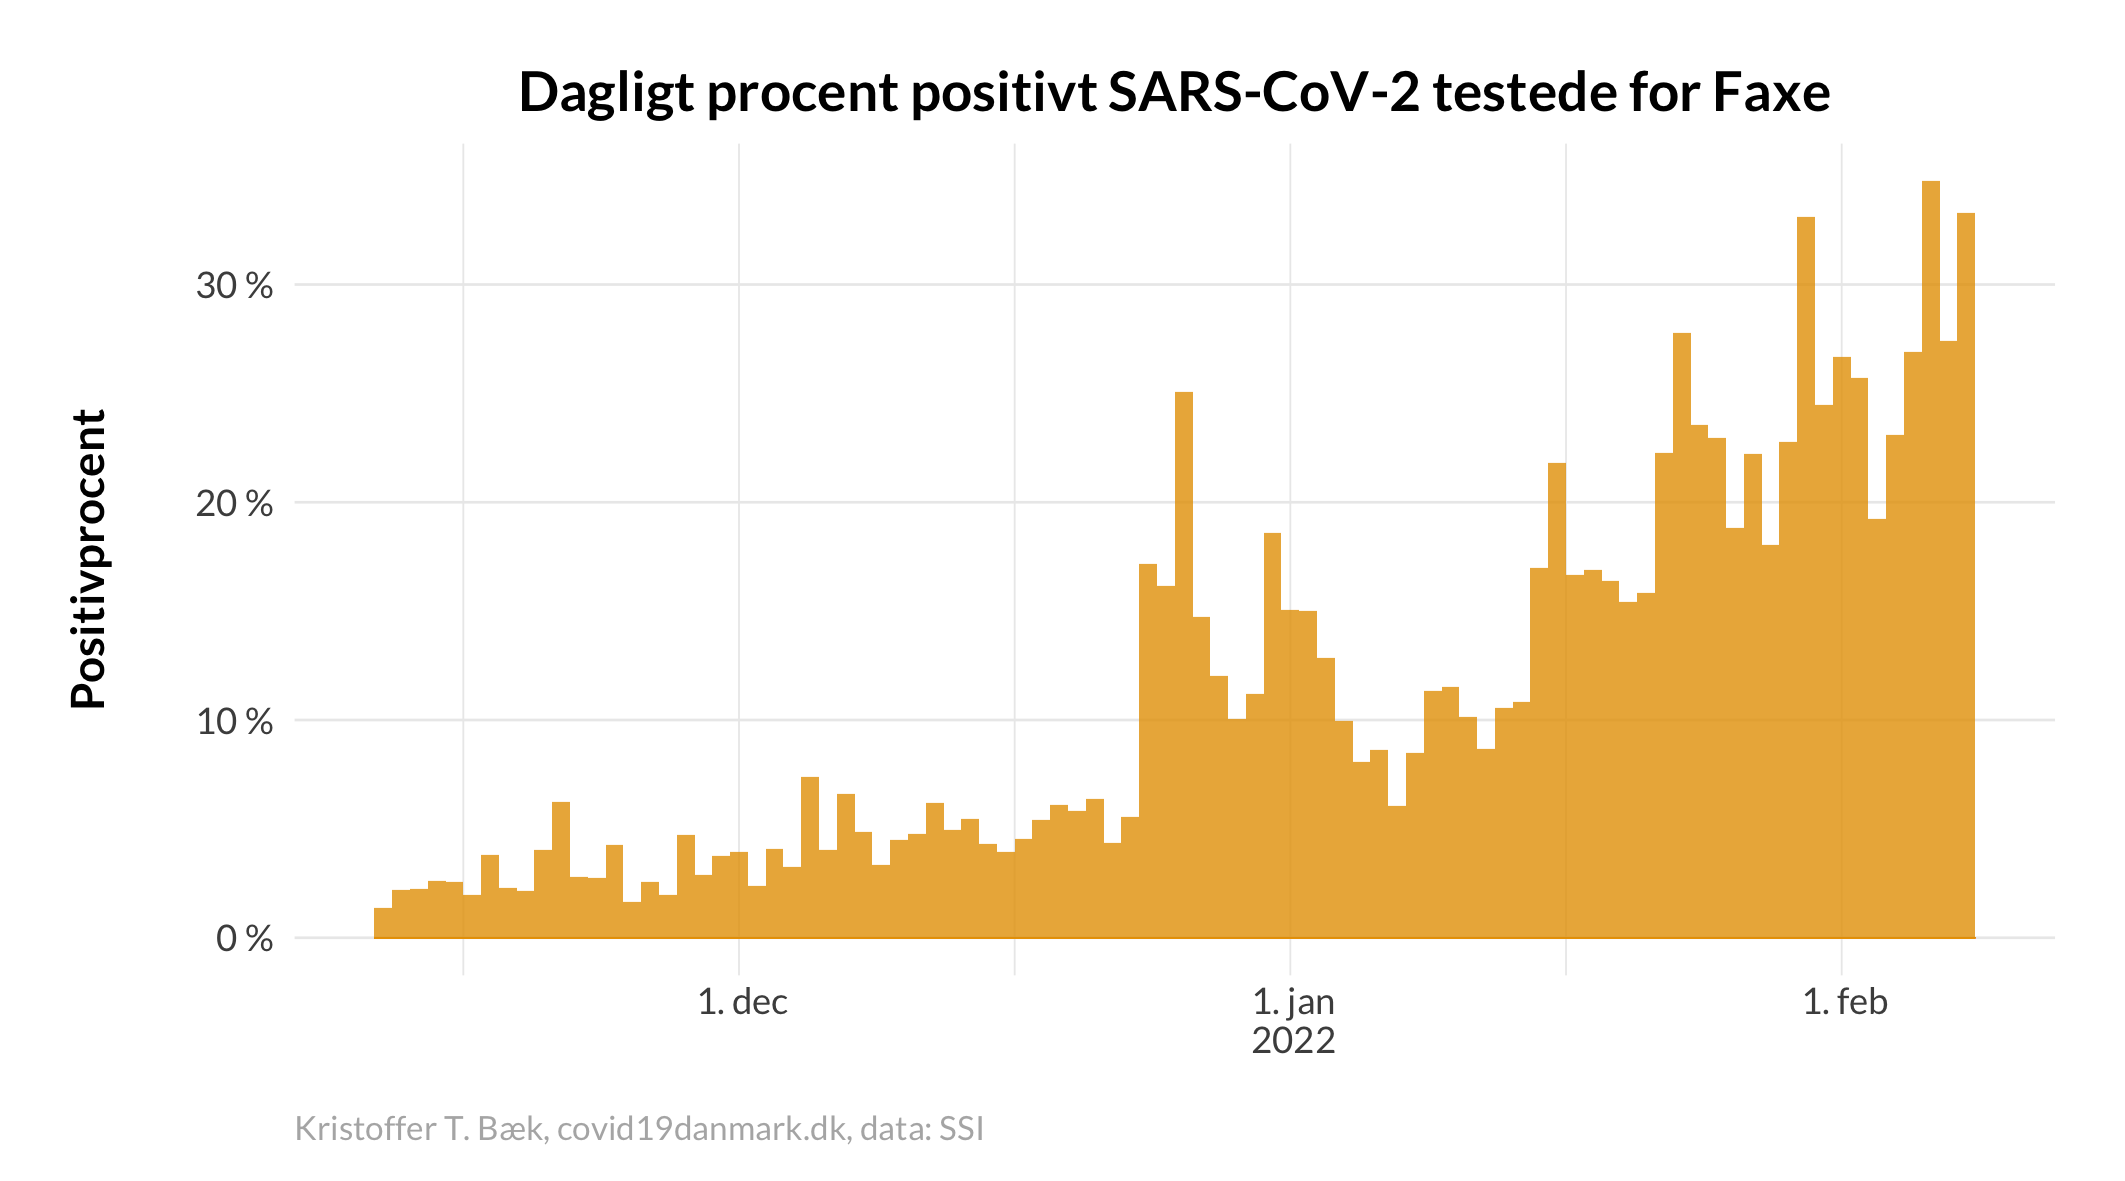 Dagligt procent positivt SARS-CoV-2 testede for Faxe
Positivprocent
30 %
20 %
10 %
0 %
1. dec
1. jan
2022
1. feb
Kristoffer T. Bæk, covid19danmark.dk, data: SSI